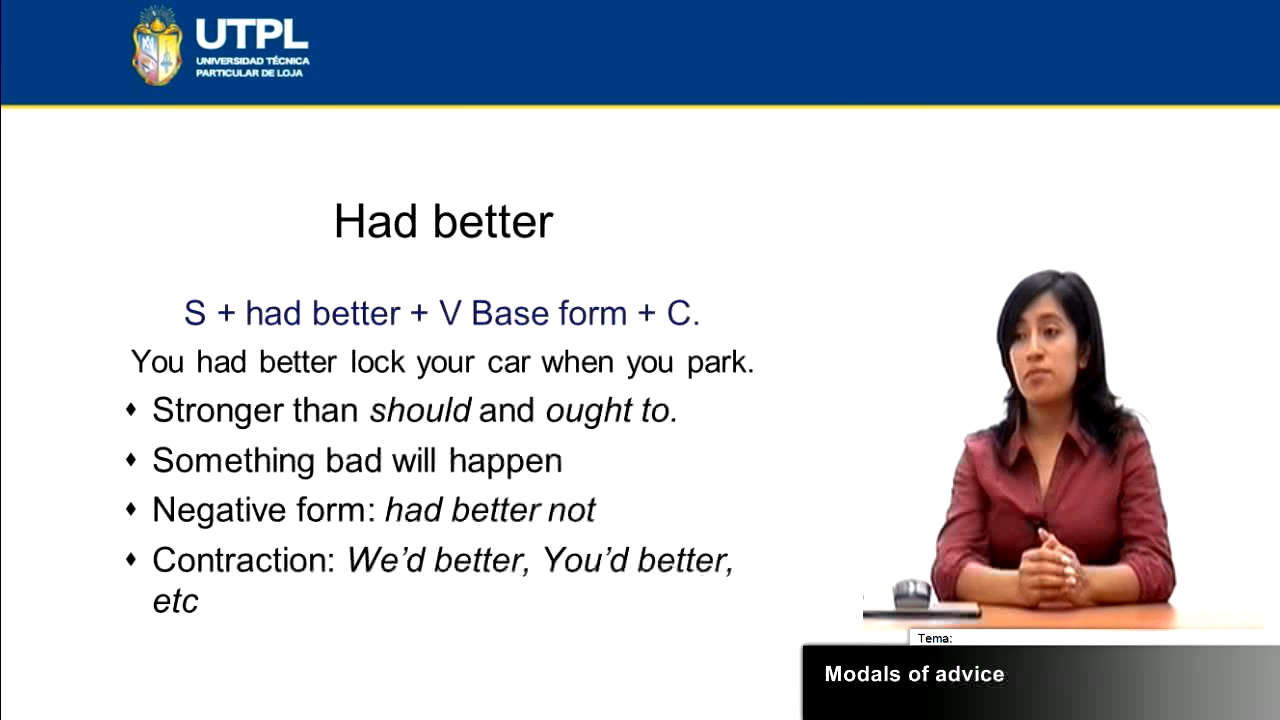 UTPL
UNIVERSIDAD TÉCNICA
PARTICULAR DE LOJA
Had better
S + had better + V Base form + C.
You had better lock your car when you park.
♦ Stronger than should and ought to.
♦ Something bad will happen
♦ Negative form: had better not
♦ Contraction: We'd better, You'd better,
etc
Tema:
Modals of advice